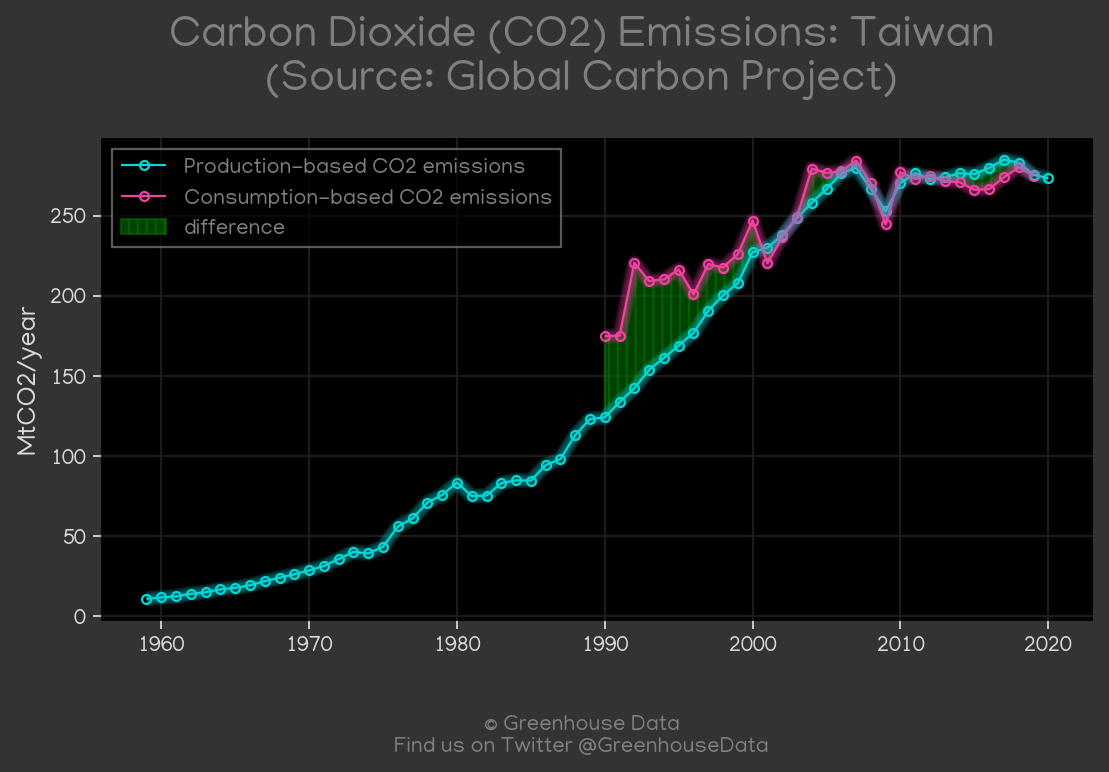 Carbon Dioxide (CO2) Emissions: Taiwan
(Source: Global Carbon Project)
Production-based CO2 emissions
Consumption-based CO2 emissions
difference
MtCO2/year
250
200
150
100
50
0
1960 1970 1980 1990 2000 2010 2020
© Greenhouse Data
Find us on Twitter @GreenhouseData